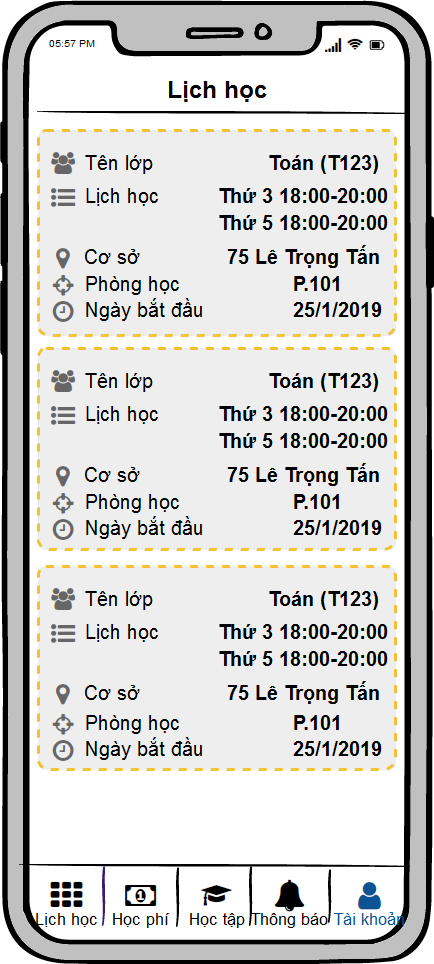 05:57 PM
Lịch học
Tên lớp Toán (T123)
Lịch học Thứ 3 18:00-20:00
Thứ 5 18:00-20:00
Cơ sở 75 Lê Trọng Tấn
Phòng học P.101
Ngày bắt đầu 25/1/2019
Tên lớp Toán (T123)
Lịch học Thứ 3 18:00-20:00
Thứ 5 18:00-20:00
Cơ sở 75 Lê Trọng Tấn
Phòng học P.101
Ngày bắt đầu 25/1/2019
Tên lớp Toán (T123)
Lịch học Thứ 3 18:00-20:00
Thứ 5 18:00-20:00
Cơ sở 75 Lê Trọng Tấn
Phòng học P.101
Ngày bắt đầu 25/1/2019
Lịch học Học phí Học tập Thông báo Tài khoản